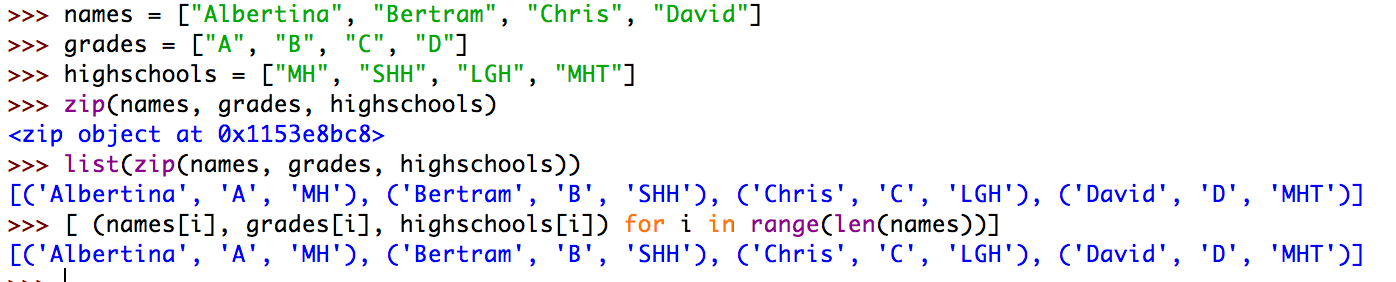 >>> names = ["Albertina", "Bertram", "Chris", "David"]
>>> grades = ["A", "B", "C", "D"]
>>> highschools = ["MH", "SHH", "LGH", "MHT"]
>>> zip(names, grades, highschools)
<zip object at 0x1153e8bc8>
>>> list(zip(names, grades, highschools))
[('Albertina', 'A', 'MH'), ('Bertram', 'B', 'SHH'), ('Chris', 'C', 'LGH'), ('David', 'D', 'MHT')]
>>> [ (names[i], grades[i], highschools[i]) for i in range(len(names))]
[('Albertina', 'A', 'MH'), ('Bertram', 'B', 'SHH'), ('Chris', 'C', 'LGH'), ('David', 'D', 'MHT')]
>>>